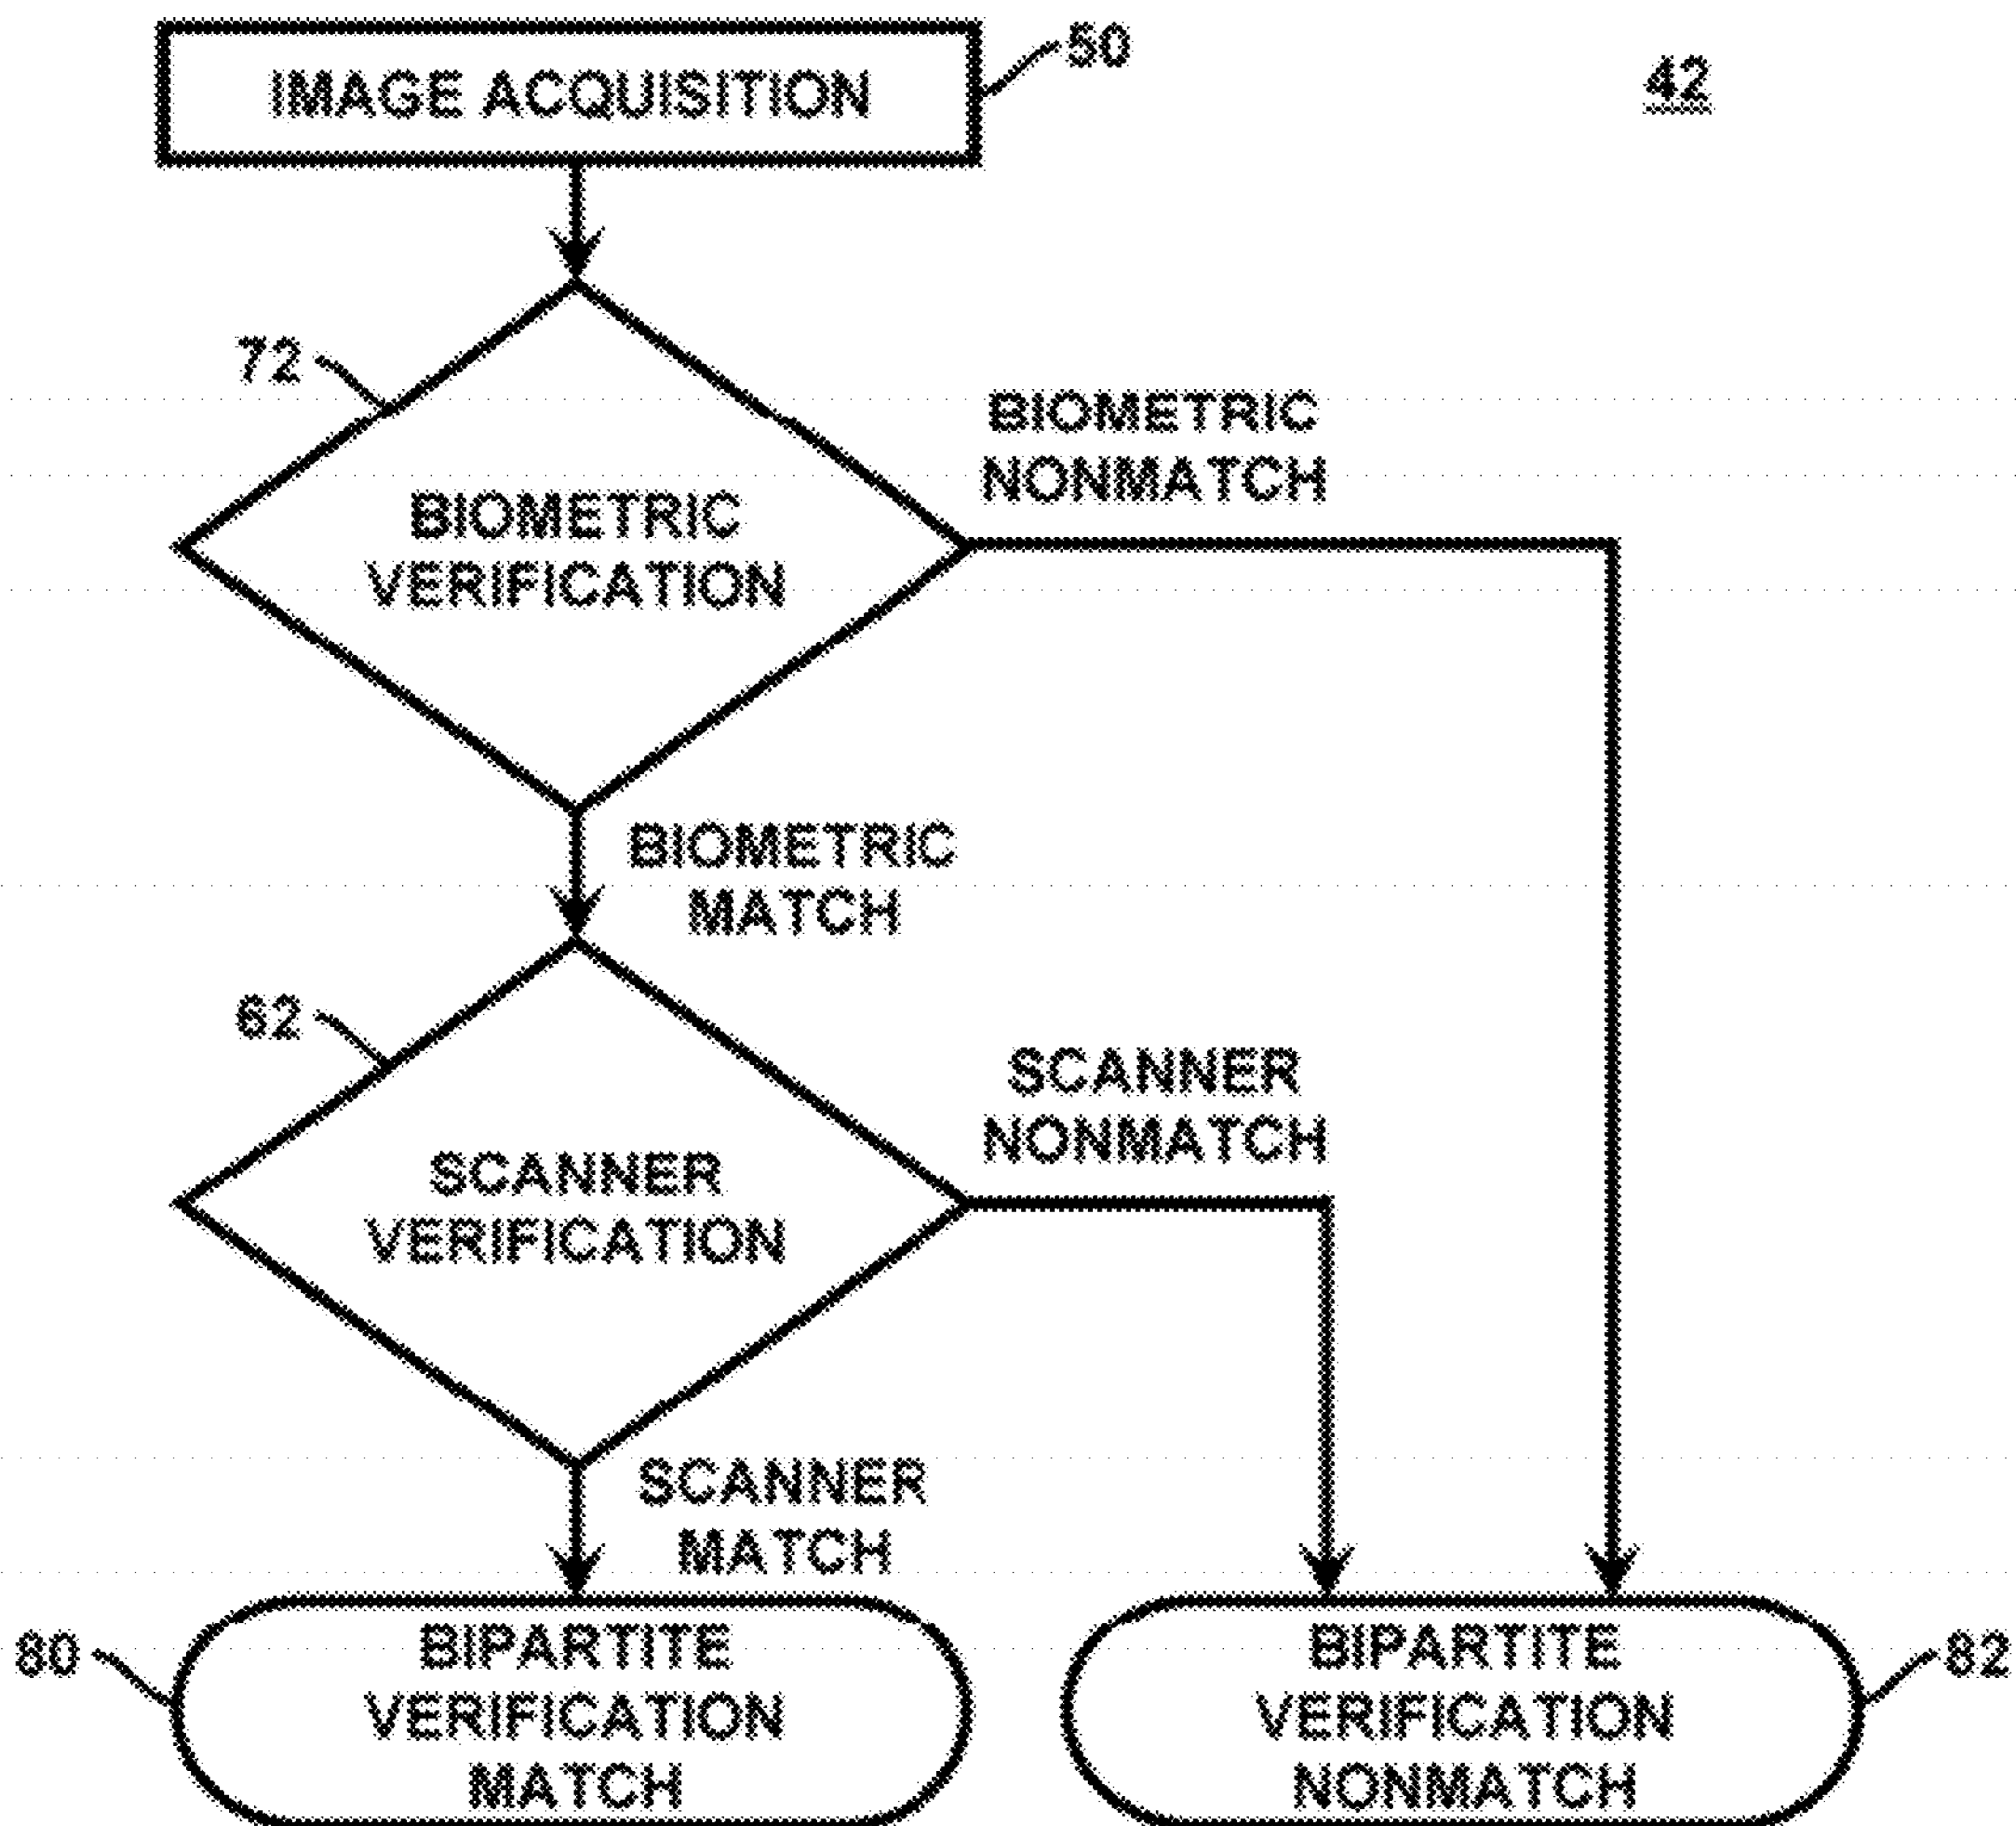 IMAGE ACQUISITION
50
42
72
BIOMETRIC
NONMATCH
BIOMETRIC
VERIFICATION
BIOMETRIC
MATCH
62
SCANNER
NONMATCH
SCANNER
VERIFICATION
SCANNER
MATCH
80
BIPARTITE
VERIFICATION
MATCH
BIPARTITE
VERIFICATION
NONMATCH
82